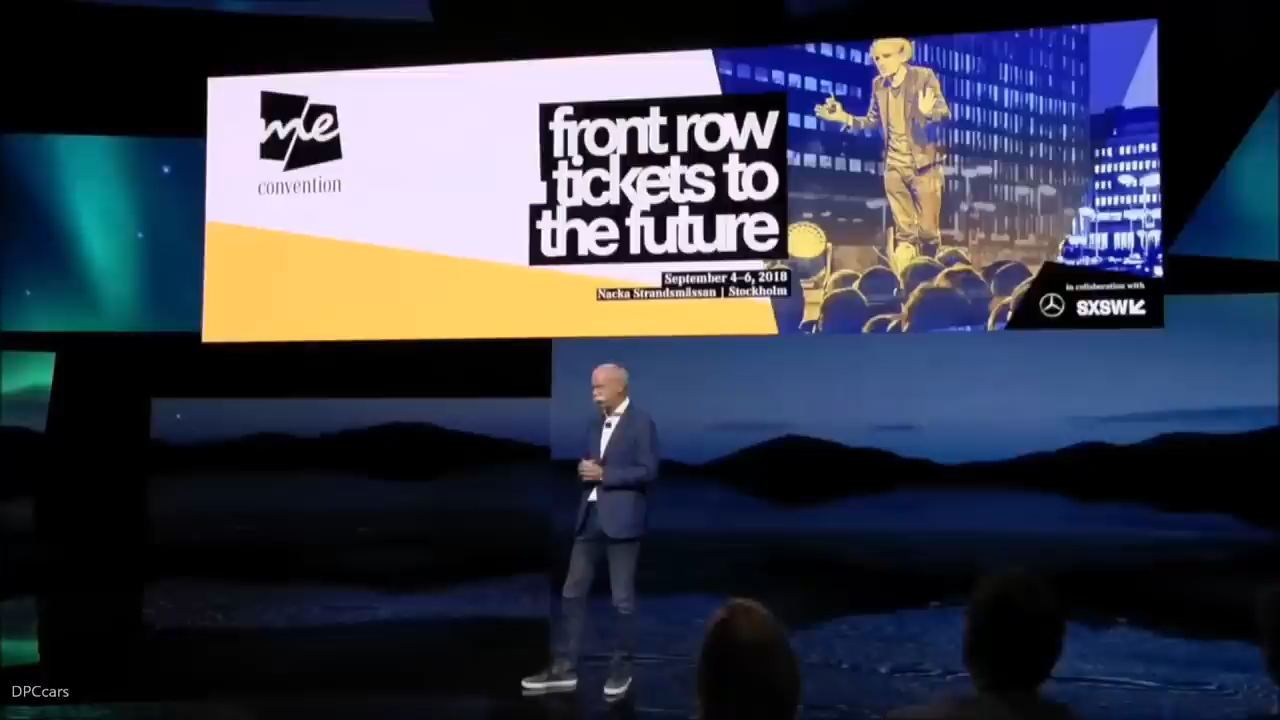 me
convention
front row
tickets to
the future
September 4–6, 2018
Nacka Strandsmässan | Stockholm
in collaboration with
SXSW
DPCcars